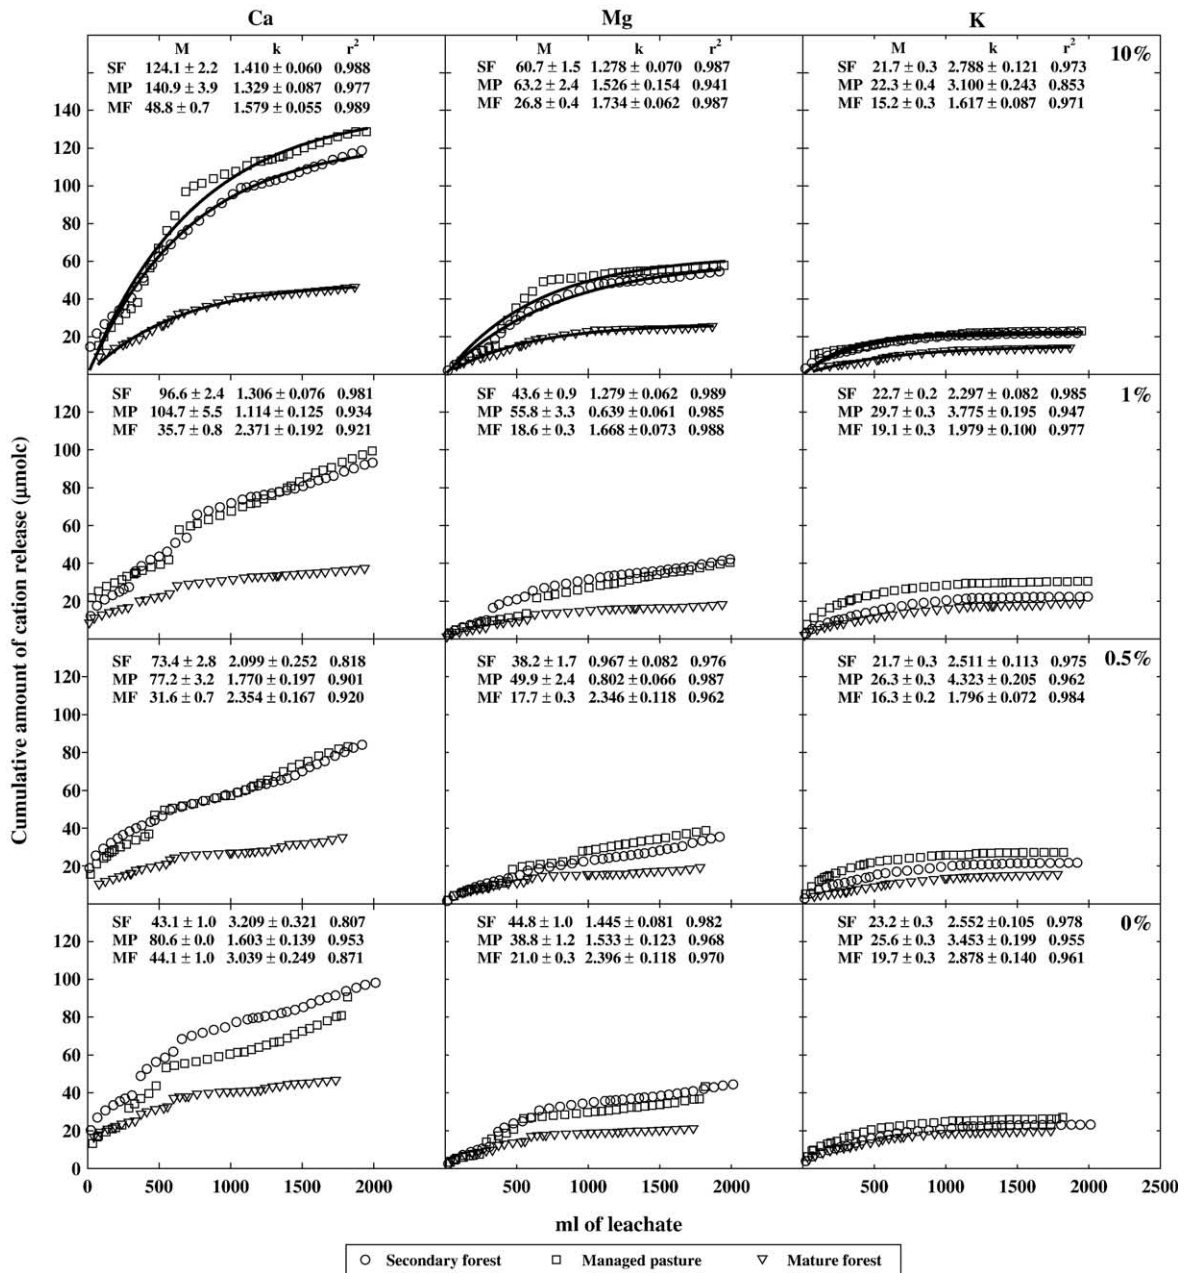 Ca Mg K
M k r² M k r² M k r² 10%
SF 124.1 ± 2.2 1.410 ± 0.060 0.988 SF 60.7 ± 1.5 1.278 ± 0.070 0.987 SF 21.7 ± 0.3 2.788 ± 0.121 0.973
MP 140.9 ± 3.9 1.329 ± 0.087 0.977 MP 63.2 ± 2.4 1.526 ± 0.154 0.941 MP 22.3 ± 0.4 3.100 ± 0.243 0.853
MF 48.8 ± 0.7 1.579 ± 0.055 0.989 MF 26.8 ± 0.4 1.734 ± 0.062 0.987 MF 15.2 ± 0.3 1.617 ± 0.087 0.971
140
120
100
80
60
40
20
SF 96.6 ± 2.4 1.306 ± 0.076 0.981 SF 43.6 ± 0.9 1.279 ± 0.062 0.989 SF 22.7 ± 0.2 2.297 ± 0.082 0.985 1%
MP 104.7 ± 5.5 1.114 ± 0.125 0.934 MP 55.8 ± 3.3 0.639 ± 0.061 0.985 MP 29.7 ± 0.3 3.775 ± 0.195 0.947
MF 35.7 ± 0.8 2.371 ± 0.192 0.921 MF 18.6 ± 0.3 1.668 ± 0.073 0.988 MF 19.1 ± 0.3 1.979 ± 0.100 0.977
120
100
80
60
40
20
SF 73.4 ± 2.8 2.099 ± 0.252 0.818 SF 38.2 ± 1.7 0.967 ± 0.082 0.976 SF 21.7 ± 0.3 2.511 ± 0.113 0.975 0.5%
MP 77.2 ± 3.2 1.770 ± 0.197 0.901 MP 49.9 ± 2.4 0.802 ± 0.066 0.987 MP 26.3 ± 0.3 4.323 ± 0.205 0.962
MF 31.6 ± 0.7 2.354 ± 0.167 0.920 MF 17.7 ± 0.3 2.346 ± 0.118 0.962 MF 16.3 ± 0.2 1.796 ± 0.072 0.984
120
100
80
60
40
20
SF 43.1 ± 1.0 3.209 ± 0.321 0.807 SF 44.8 ± 1.0 1.445 ± 0.081 0.982 SF 23.2 ± 0.3 2.552 ± 0.105 0.978 0%
MP 80.6 ± 0.0 1.603 ± 0.139 0.953 MP 38.8 ± 1.2 1.533 ± 0.123 0.968 MP 25.6 ± 0.3 3.453 ± 0.199 0.955
MF 44.1 ± 1.0 3.039 ± 0.249 0.871 MF 21.0 ± 0.3 2.396 ± 0.118 0.970 MF 19.7 ± 0.3 2.878 ± 0.140 0.961
120
100
80
60
40
20
0
0 500 1000 1500 2000 500 1000 1500 2000 500 1000 1500 2000 2500
Cumulative amount of cation release (μmolc)
ml of leachate
Secondary forest Managed pasture Mature forest